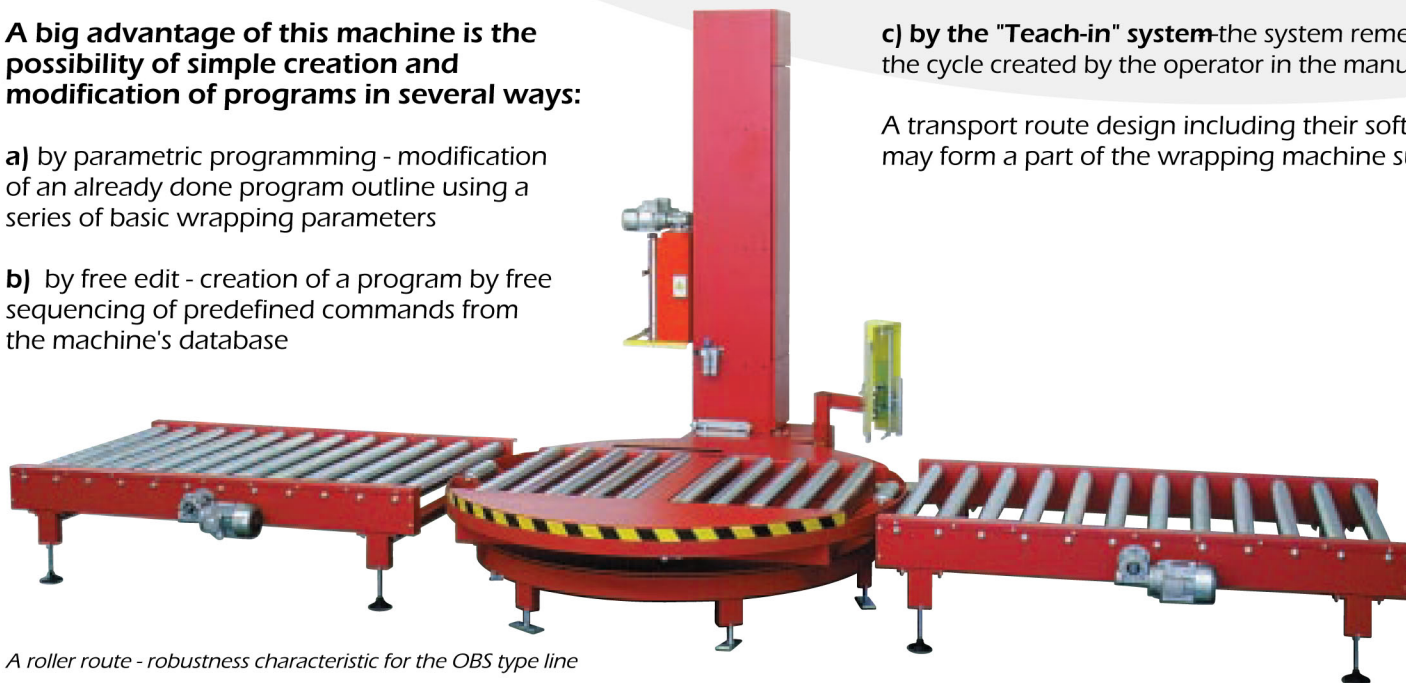 A big advantage of this machine is the
possibility of simple creation and
modification of programs in several ways:
a) by parametric programming - modification
of an already done program outline using a
series of basic wrapping parameters
b) by free edit - creation of a program by free
sequencing of predefined commands from
the machine's database
c) by the "Teach-in" system-the system reme
the cycle created by the operator in the manu
A transport route design including their soft
may form a part of the wrapping machine su
A roller route - robustness characteristic for the OBS type line